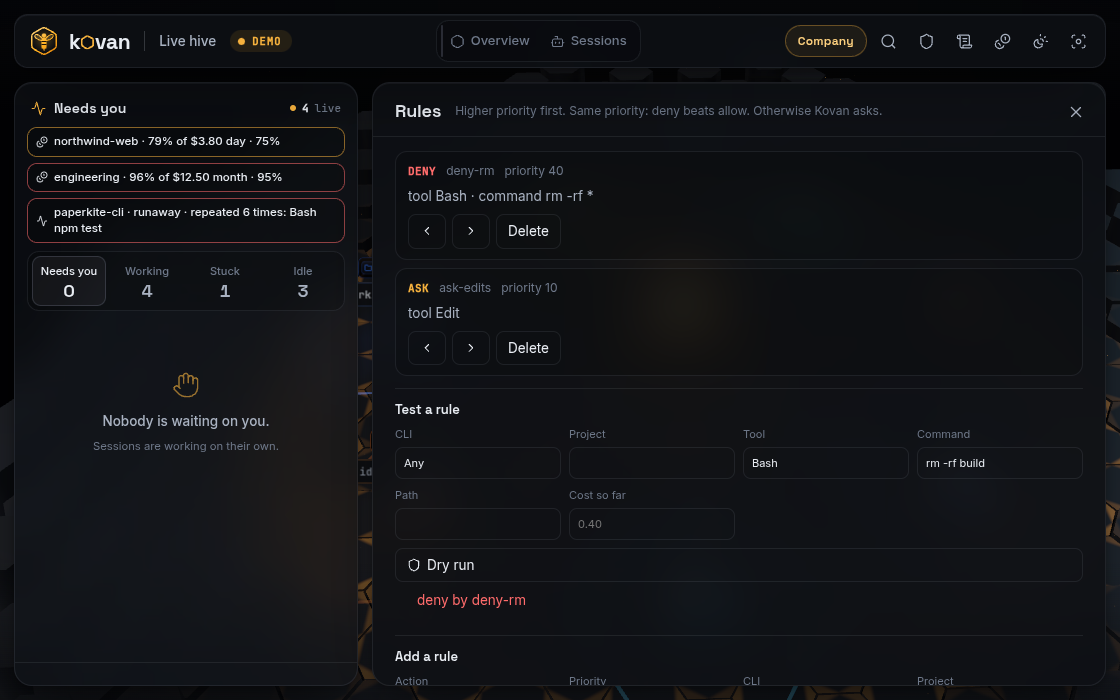 kovan
Live hive
DEMO
Overview
Sessions
Company
Needs you
4 live
northwind-web · 79% of $3.80 day · 75%
engineering · 96% of $12.50 month · 95%
paperkite-cli · runaway · repeated 6 times: Bash
npm test
Needs you
0
Working
4
Stuck
1
Idle
3
Nobody is waiting on you.
Sessions are working on their own.
Rules
Higher priority first. Same priority: deny beats allow. Otherwise Kovan asks.
DENY deny-rm priority 40
tool Bash · command rm -rf *
Delete
ASK ask-edits priority 10
tool Edit
Delete
Test a rule
CLI
Project
Tool
Command
Any
Bash
rm -rf build
Path
Cost so far
0.40
Dry run
deny by deny-rm
Add a rule
Action
Priority
CLI
Project